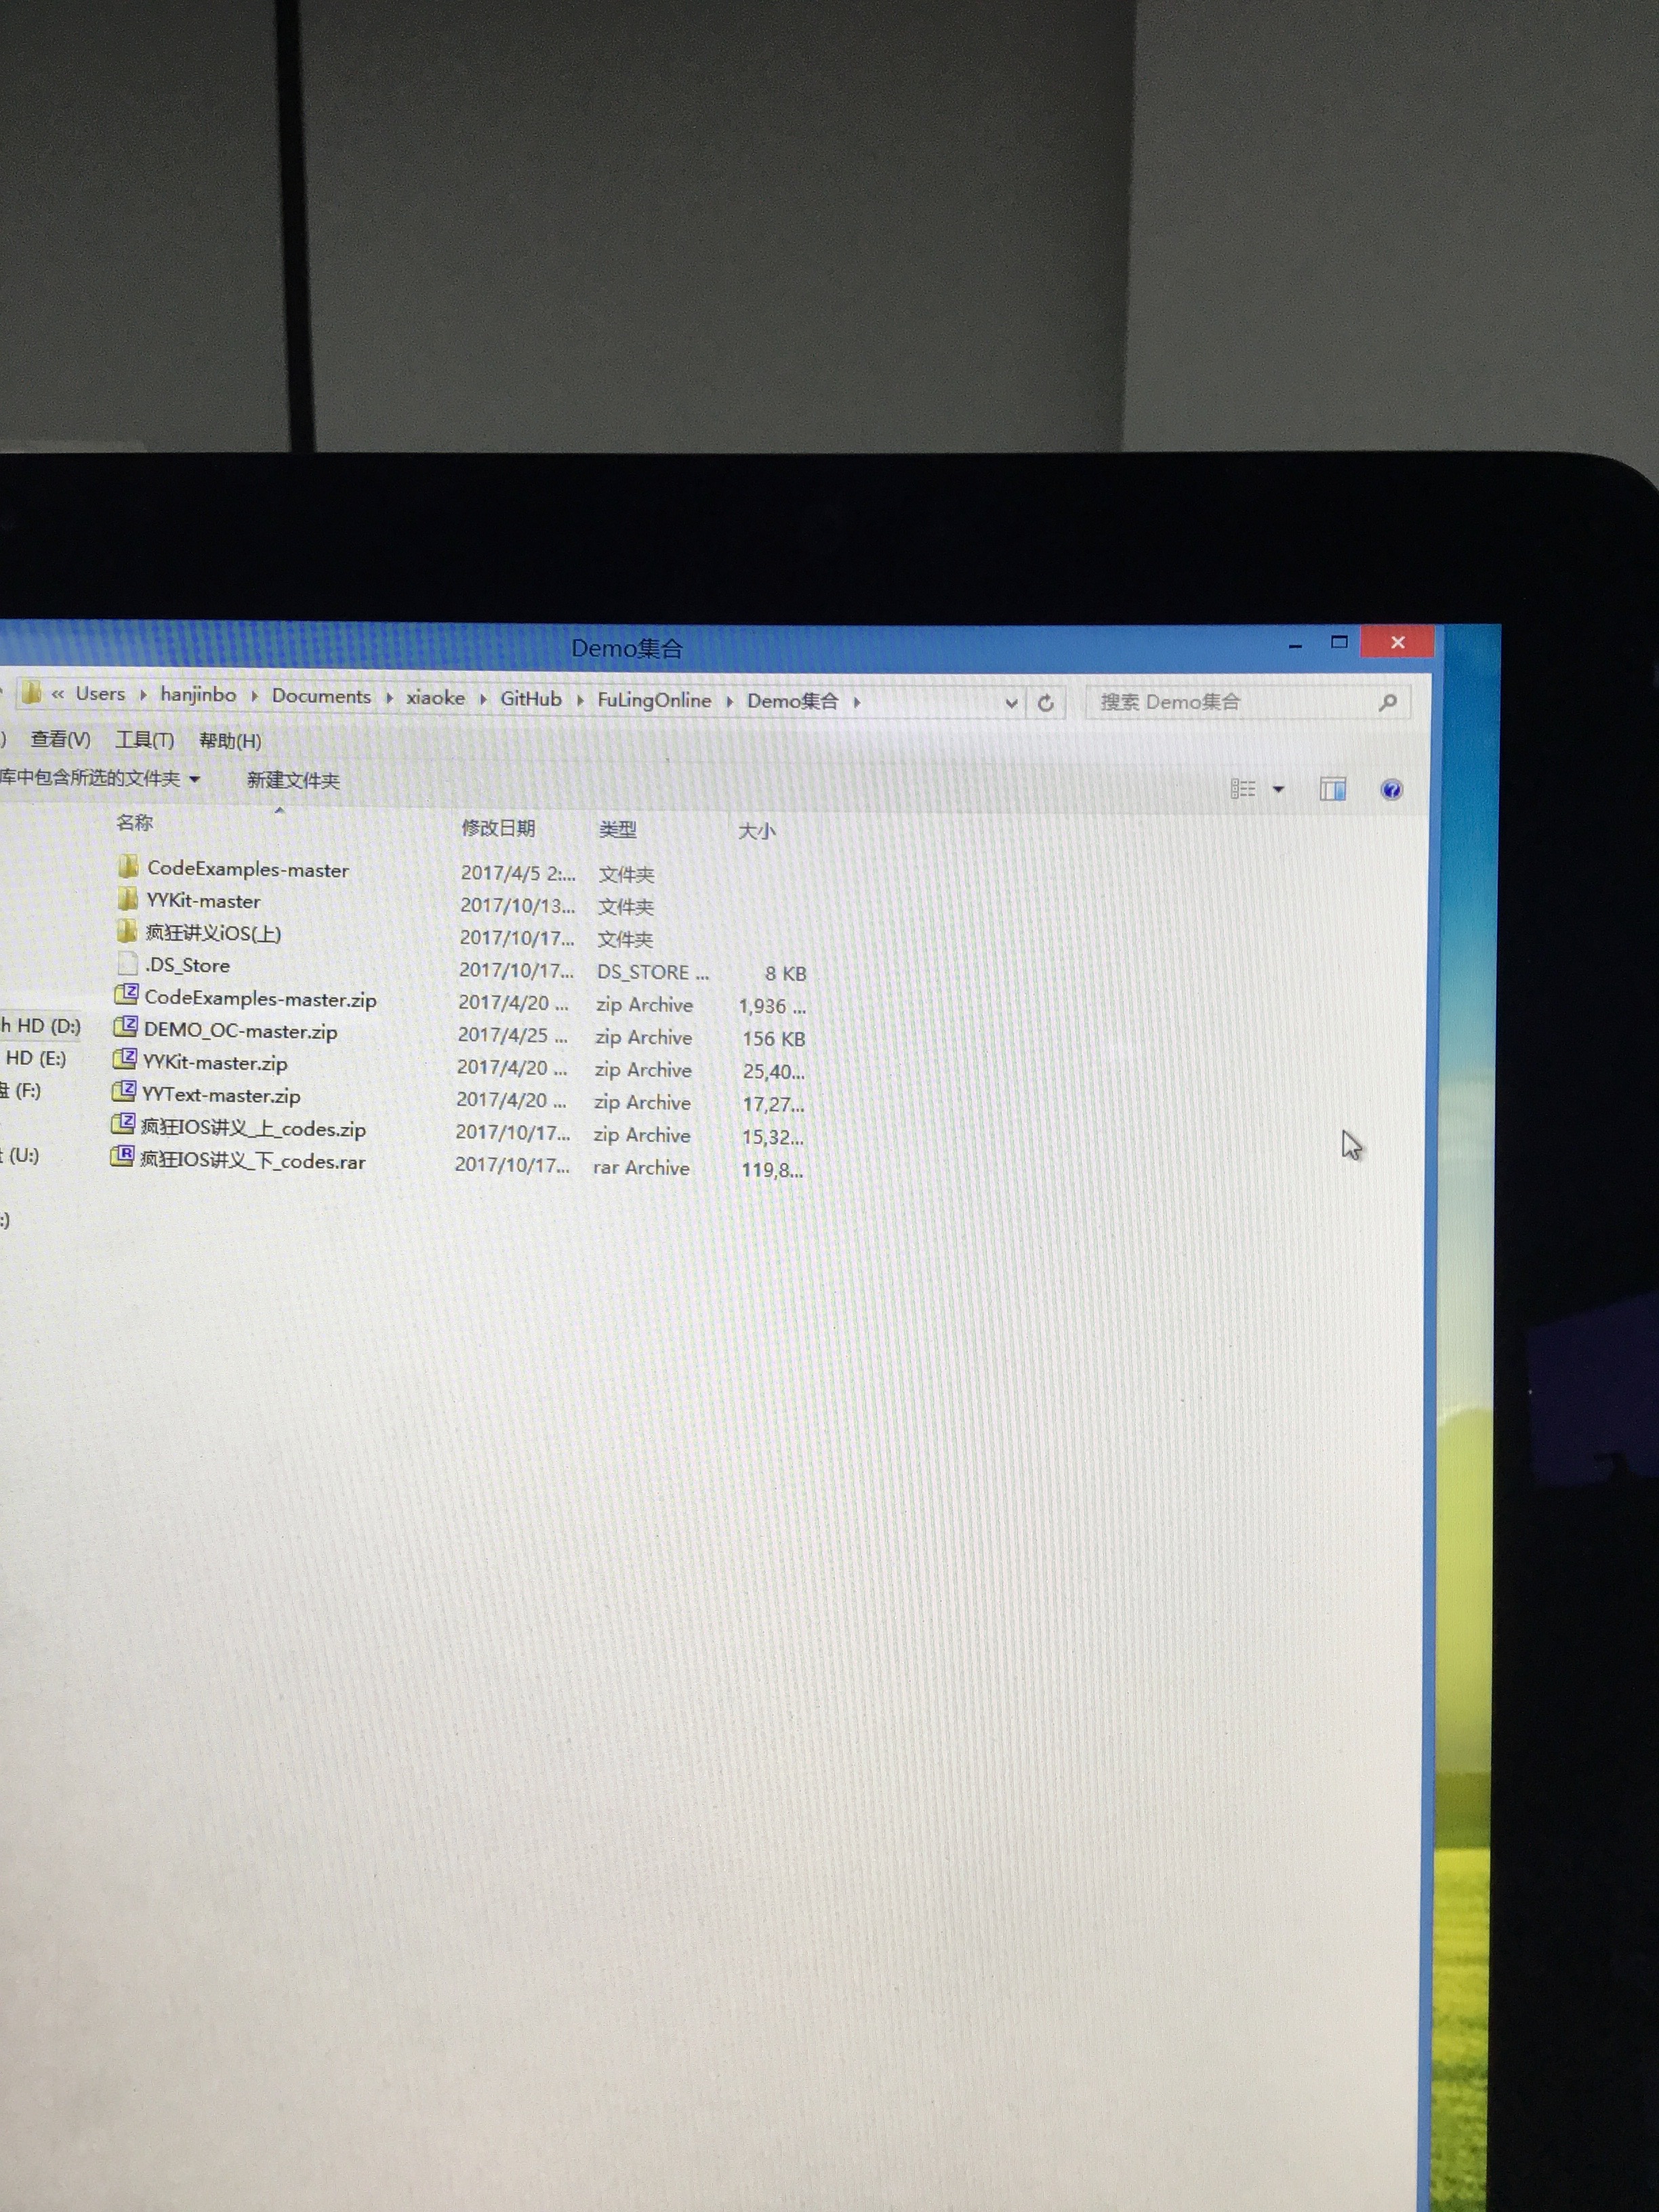 Demo集合
« Users hanjinbo Documents xiaoke GitHub FuLingOnline Demo集合 搜索 Demo集合
) 查看(V) 工具(T) 帮助(H)
库中包含所选的文件夹 新建文件夹
名称 修改日期 类型 大小
CodeExamples-master 2017/4/5 2:... 文件夹
YYKit-master 2017/10/13... 文件夹
疯狂讲义iOS(上) 2017/10/17... 文件夹
.DS_Store 2017/10/17... DS_STORE ... 8 KB
CodeExamples-master.zip 2017/4/20 ... zip Archive 1,936 ...
h HD (D:) DEMO_OC-master.zip 2017/4/25 ... zip Archive 156 KB
HD (E:) YYKit-master.zip 2017/4/20 ... zip Archive 25,40...
盘 (F:) YYText-master.zip 2017/4/20 ... zip Archive 17,27...
疯狂IOS讲义_上_codes.zip 2017/10/17... zip Archive 15,32...
(U:) 疯狂IOS讲义_下_codes.rar 2017/10/17... rar Archive 119,8...
:)